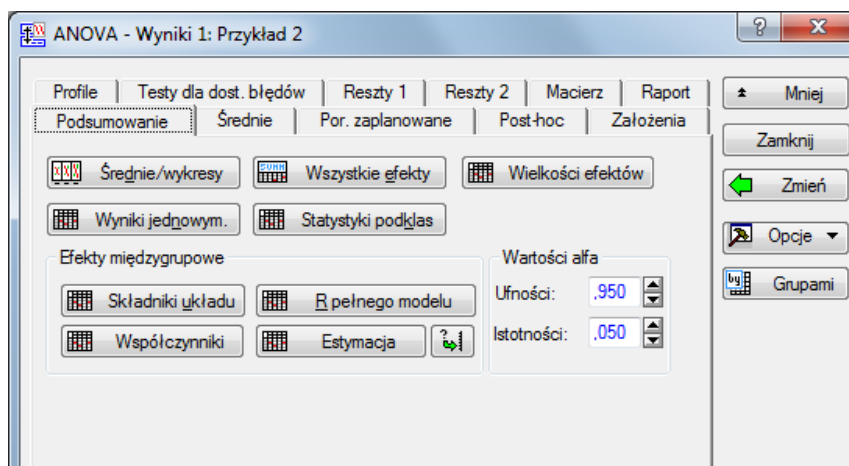 ANOVA - Wyniki 1: Przykład 2
Profile Testy dla dost. błędów Reszty 1 Reszty 2 Macierz Raport
Podsumowanie Średnie Por. zaplanowane Post-hoc Założenia
Średnie/wykresy Wszystkie efekty Wielkości efektów
Wyniki jednowym. Statystyki podklas
Efekty międzygrupowe
Składniki układu R pełnego modelu
Współczynniki Estymacja ?
Wartości alfa
Ufności: ,950
Istotności: ,050
Mniej
Zamknij
Zmień
Opcje
by Grupami